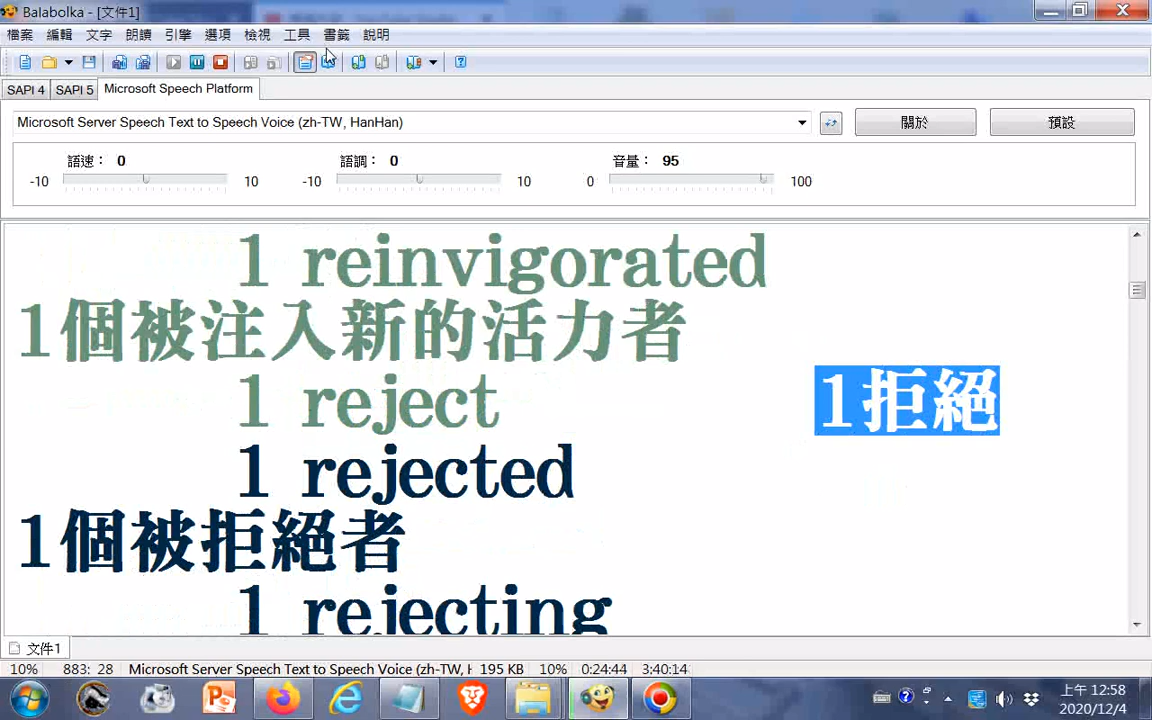 Balabolka - [文件1]
檔案 編輯 文字 朗讀 引擎 選項 檢視 工具 書籤 說明
SAPI 4 SAPI 5 Microsoft Speech Platform
Microsoft Server Speech Text to Speech Voice (zh-TW, HanHan) 關於 預設
語速： 0 語調： 0 音量： 95
-10 10 -10 10 0 100
1 reinvigorated
1個被注入新的活力者
1 reject 1拒絕
1 rejected
1個被拒絕者
1 rejecting
文件1
10% 883: 28 Microsoft Server Speech Text to Speech Voice (zh-TW, H 195 KB 10% 0:24:44 3:40:14
上午 12:58
2020/12/4